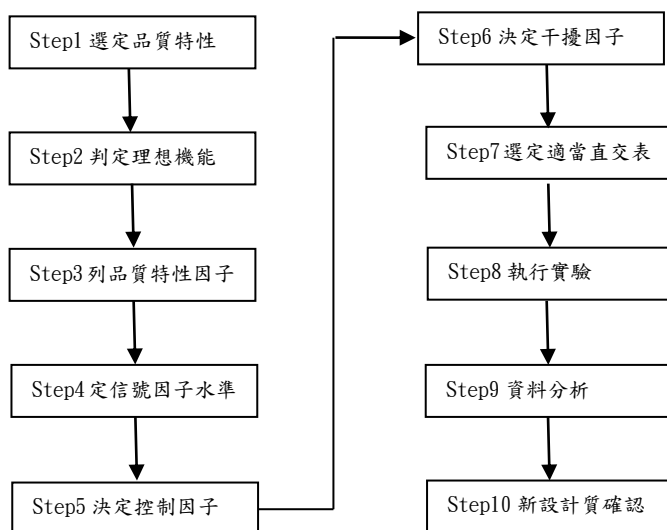 Step1 選定品質特性
Step2 判定理想機能
Step3 列品質特性因子
Step4 定信號因子水準
Step5 決定控制因子
Step6 決定干擾因子
Step7 選定適當直交表
Step8 執行實驗
Step9 資料分析
Step10 新設計質確認